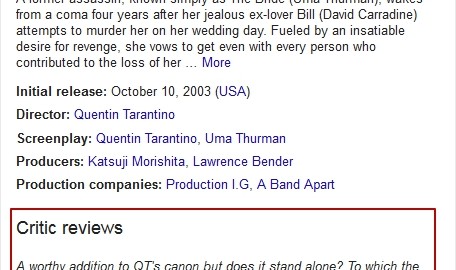 A former assassin, known simply as The Bride (Uma Thurman), wakes
from a coma four years after her jealous ex-lover Bill (David Carradine)
attempts to murder her on her wedding day. Fueled by an insatiable
desire for revenge, she vows to get even with every person who
contributed to the loss of her ... More
Initial release: October 10, 2003 (USA)
Director: Quentin Tarantino
Screenplay: Quentin Tarantino, Uma Thurman
Producers: Katsuji Morishita, Lawrence Bender
Production companies: Production I.G, A Band Apart
Critic reviews
A worthy addition to QT's canon but does it stand alone? To which the